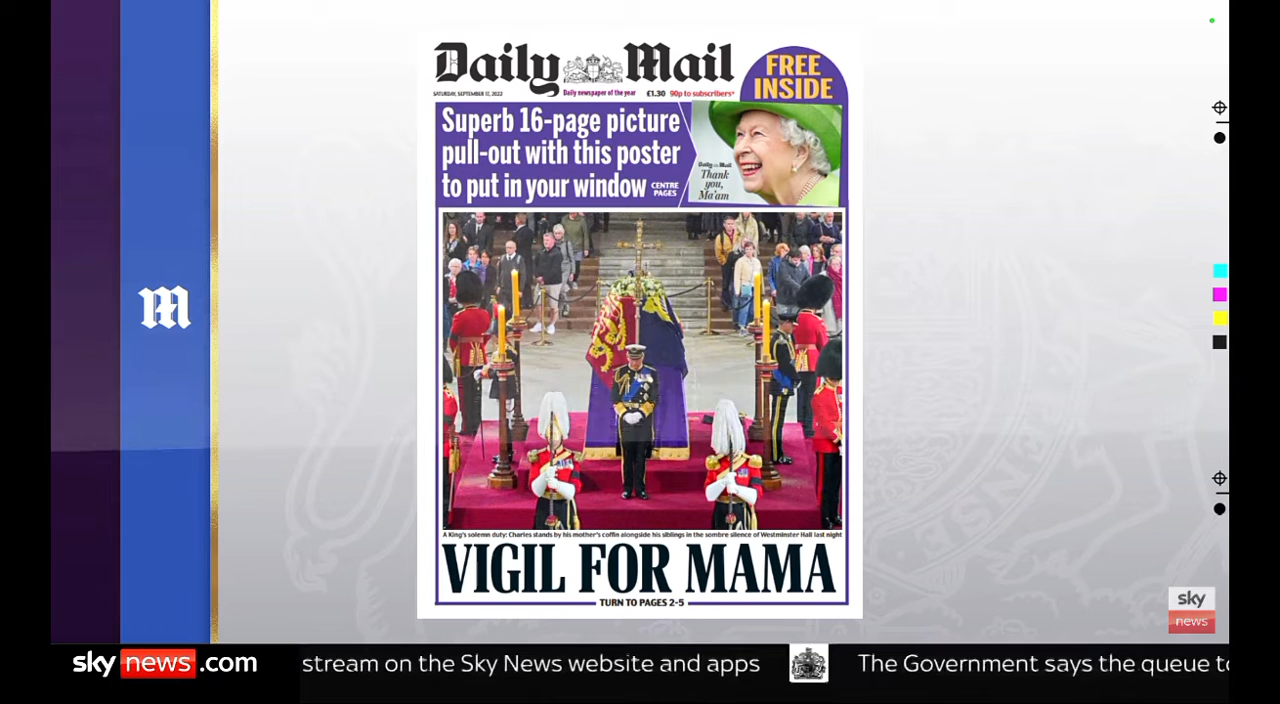 Daily Mail
FREE
INSIDE
SATURDAY, SEPTEMBER 17, 2022
Daily newspaper of the year
£1.30 90p to subscribers*
Superb 16-page picture
pull-out with this poster
to put in your window
CENTRE
PAGES
Daily Mail
Thank
you,
Ma'am
M
A King's solemn duty: Charles stands by his mother's coffin alongside his siblings in the sombre silence of Westminster Hall last night
VIGIL FOR MAMA
TURN TO PAGES 2-5
sky
news
sky news .com
stream on the Sky News website and apps
The Government says the queue to